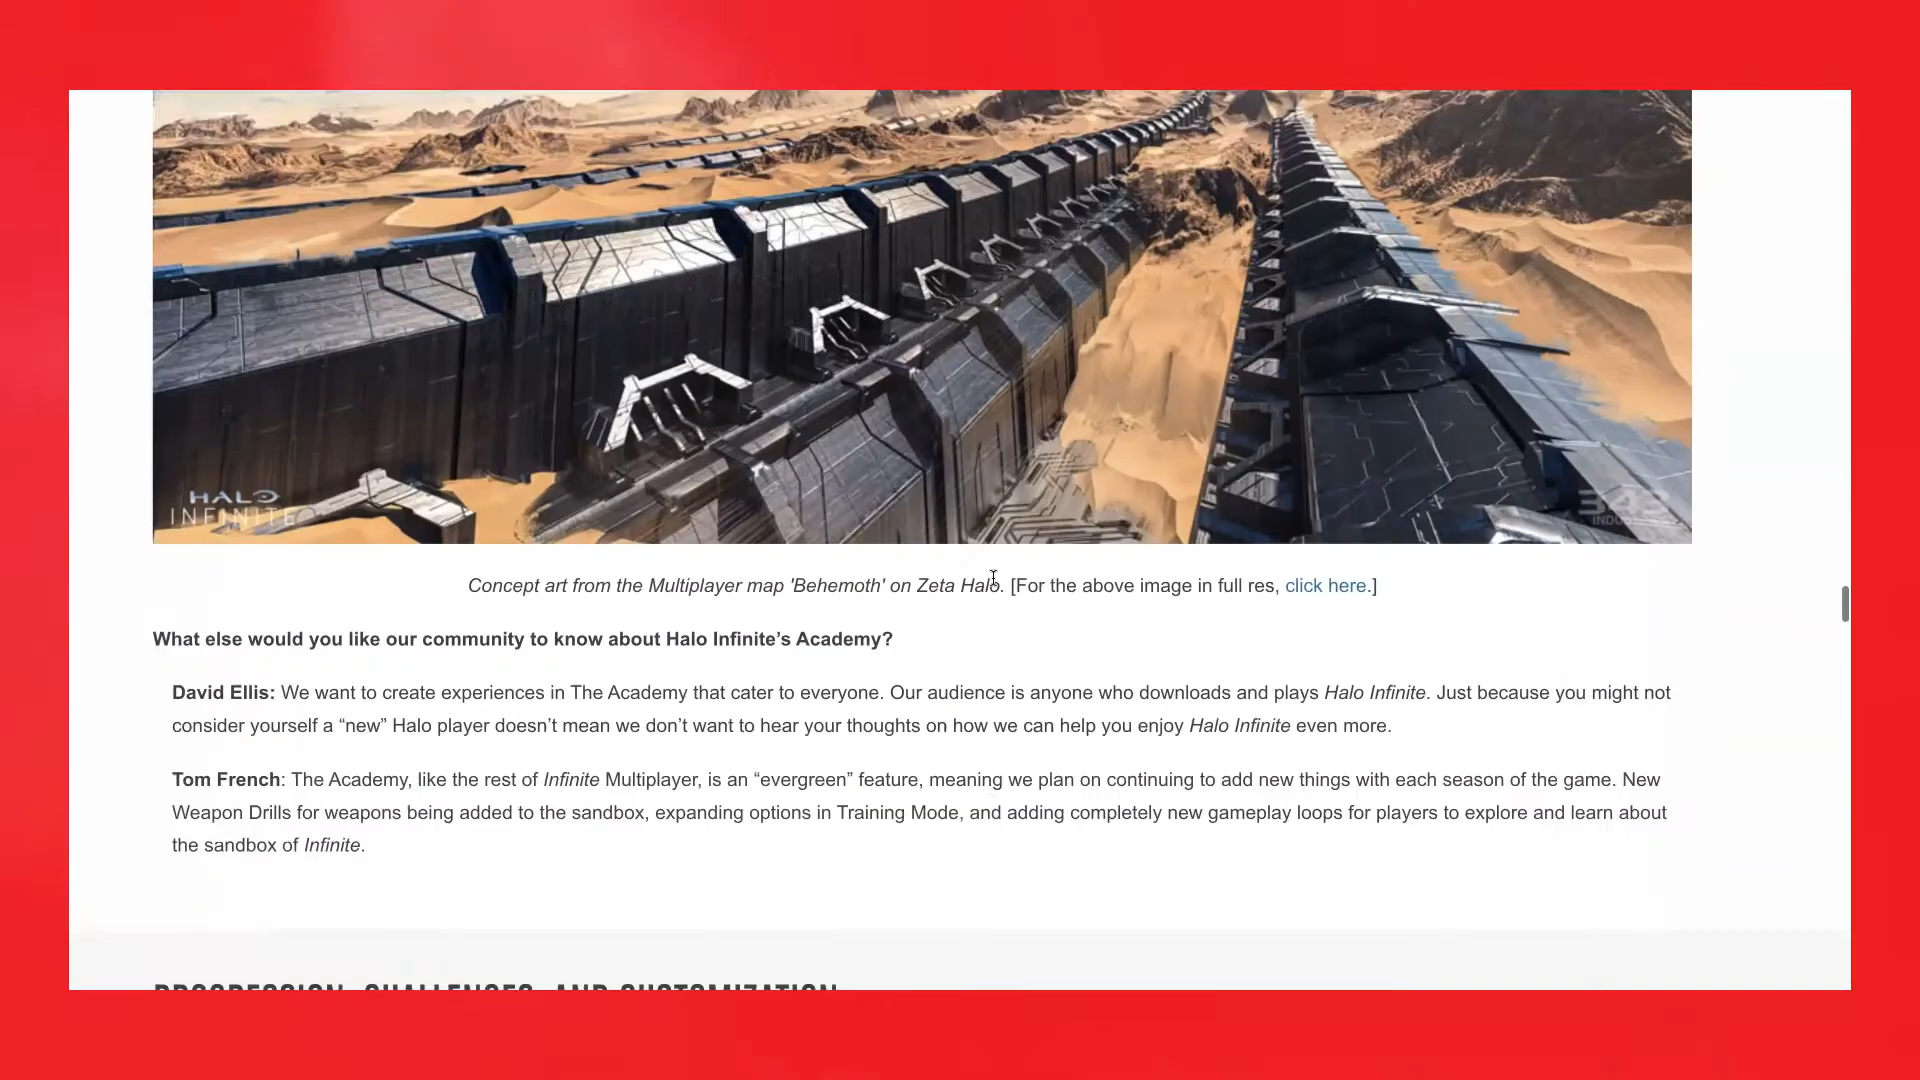 HALO
INFINITE
343
INDUSTRIES
Concept art from the Multiplayer map 'Behemoth' on Zeta Halo. [For the above image in full res, click here.]
What else would you like our community to know about Halo Infinite’s Academy?
David Ellis: We want to create experiences in The Academy that cater to everyone. Our audience is anyone who downloads and plays Halo Infinite. Just because you might not
consider yourself a “new” Halo player doesn’t mean we don’t want to hear your thoughts on how we can help you enjoy Halo Infinite even more.
Tom French: The Academy, like the rest of Infinite Multiplayer, is an “evergreen” feature, meaning we plan on continuing to add new things with each season of the game. New
Weapon Drills for weapons being added to the sandbox, expanding options in Training Mode, and adding completely new gameplay loops for players to explore and learn about
the sandbox of Infinite.
PROGRESSION, CHALLENGES, AND CUSTOMIZATION